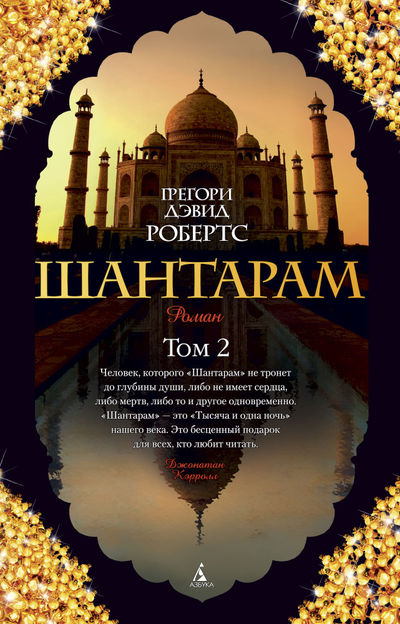 ГРЕГОРИ
ДЭВИД
РОБЕРТС
ШАНТАРАМ
Роман
Том 2
Человек, которого «Шантарам» не тронет
до глубины души, либо не имеет сердца,
либо мертв, либо то и другое одновременно.
«Шантарам» — это «Тысяча и одна ночь»
нашего века. Это бесценный подарок
для всех, кто любит читать.
Джонатан
Кэрролл
АЗБУКА